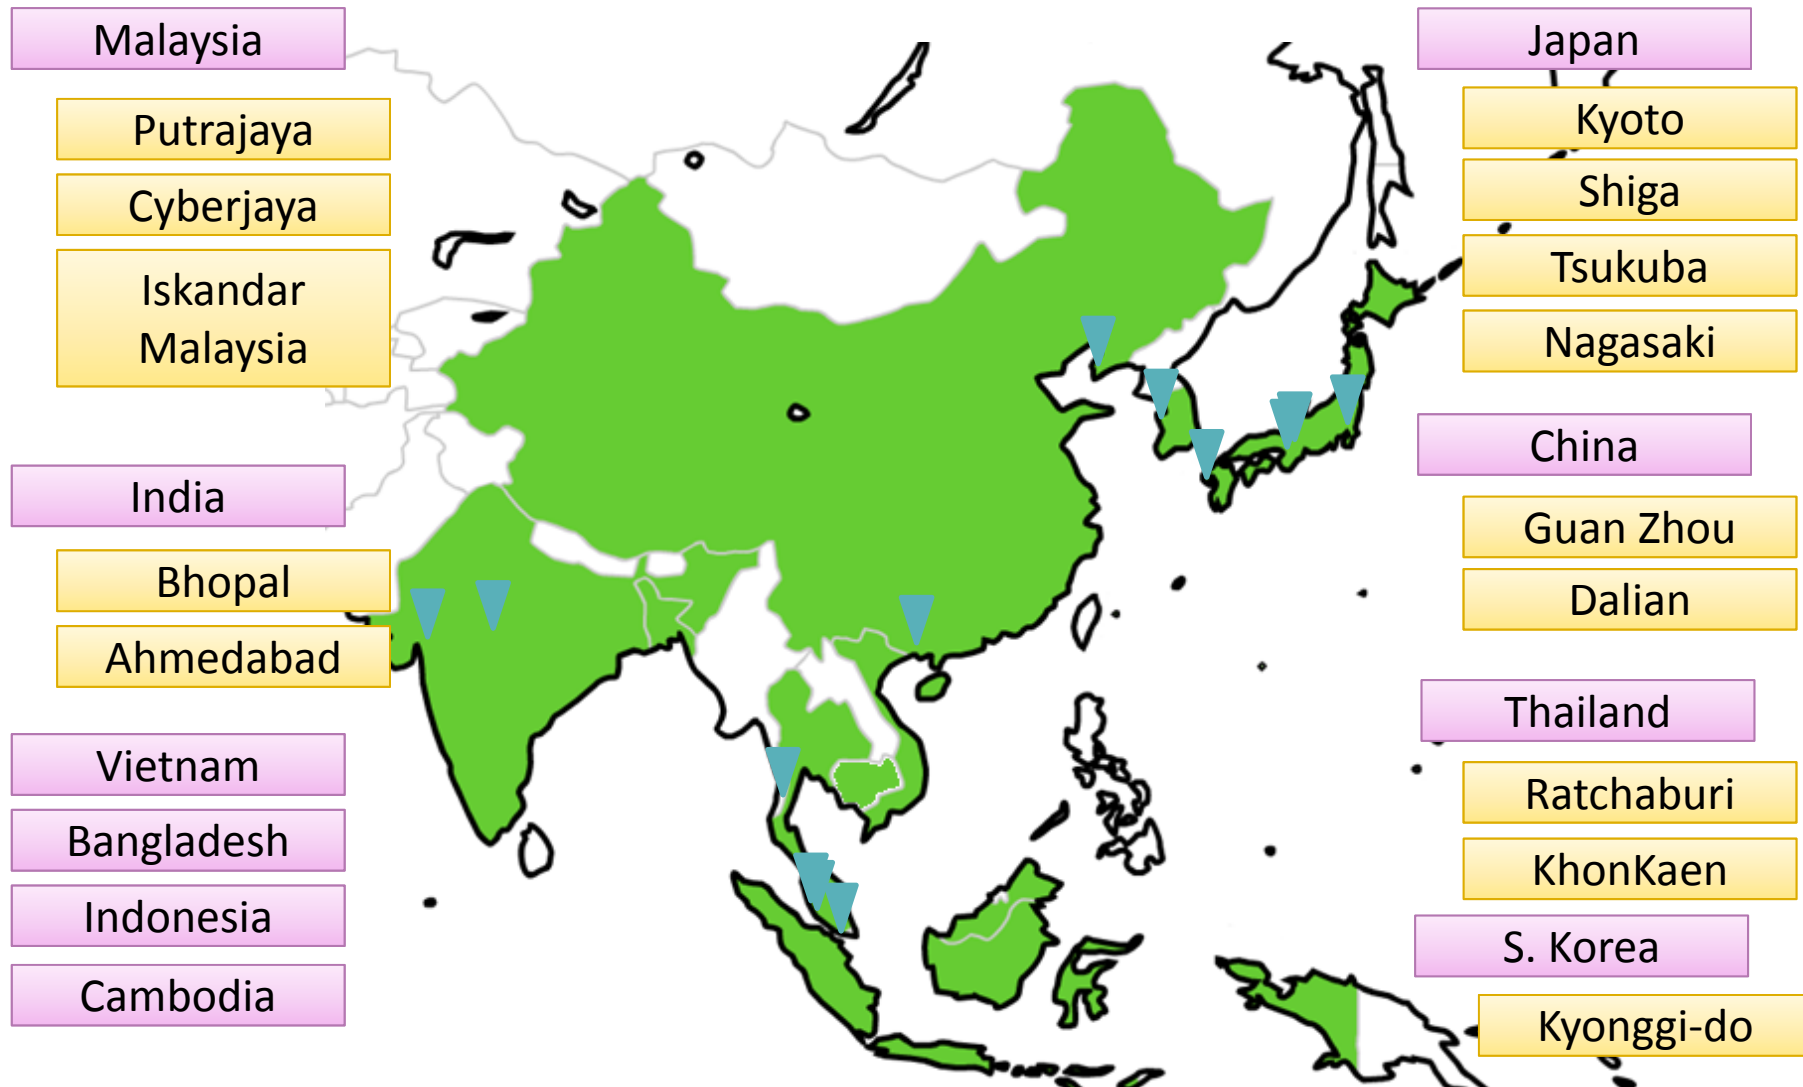 Malaysia
Putrajaya
Cyberjaya
Iskandar
Malaysia
India
Bhopal
Ahmedabad
Vietnam
Bangladesh
Indonesia
Cambodia
Japan
Kyoto
Shiga
Tsukuba
Nagasaki
China
Guan Zhou
Dalian
Thailand
Ratchaburi
KhonKaen
S. Korea
Kyonggi-do